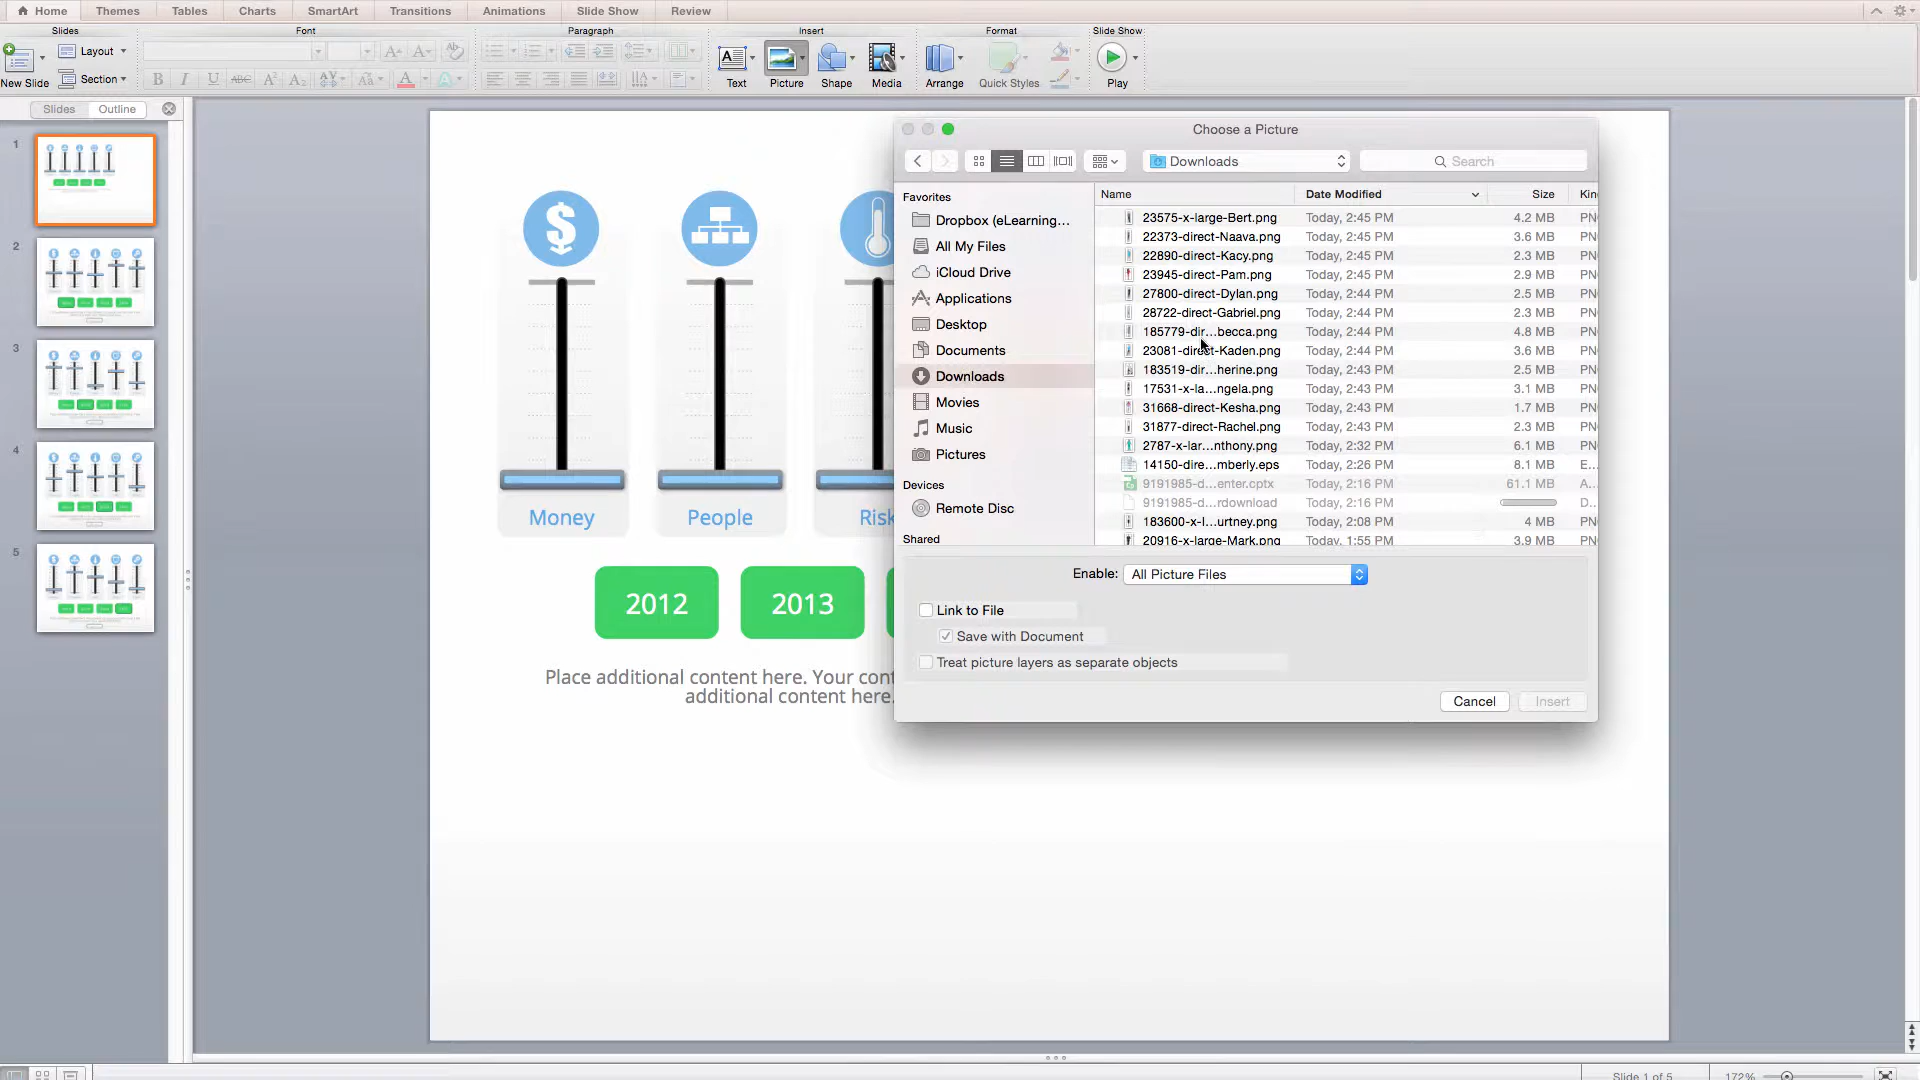 Home Themes Tables Charts SmartArt Transitions Animations Slide Show Review
Slides Font Paragraph Insert Format Slide Show
New Slide Layout Section
B I U ABC A² A₂ AV Aa A A
Text Picture Shape Media Arrange Quick Styles Play
Slides Outline
1
2
3
4
5
Money
People
Risk
2012
2013
Place additional content here. Your
additional content here.
Choose a Picture
Downloads
Search
Favorites
Dropbox (eLearning...
All My Files
iCloud Drive
Applications
Desktop
Documents
Downloads
Movies
Music
Pictures
Devices
Remote Disc
Shared
Name Date Modified Size
23575-x-large-Bert.png Today, 2:45 PM 4.2 MB
22373-direct-Naava.png Today, 2:45 PM 3.6 MB
22890-direct-Kacy.png Today, 2:45 PM 2.3 MB
23945-direct-Pam.png Today, 2:45 PM 2.9 MB
27800-direct-Dylan.png Today, 2:44 PM 2.5 MB
28722-direct-Gabriel.png Today, 2:44 PM 2.3 MB
185779-dir...becca.png Today, 2:44 PM 4.8 MB
23081-direct-Kaden.png Today, 2:44 PM 3.6 MB
183519-dir...herine.png Today, 2:43 PM 2.5 MB
17531-x-la...ngela.png Today, 2:43 PM 3.1 MB
31668-direct-Kesha.png Today, 2:43 PM 1.7 MB
31877-direct-Rachel.png Today, 2:43 PM 2.3 MB
2787-x-lar...nthony.png Today, 2:32 PM 6.1 MB
14150-dire...mberly.eps Today, 2:26 PM 8.1 MB E...
9191985-d...enter.cptx Today, 2:16 PM 61.1 MB A...
9191985-d...rdownload Today, 2:16 PM D...
183600-x-l...urtney.png Today, 2:08 PM 4 MB
20916-x-large-Mark.png Today, 1:55 PM 3.9 MB
Enable: All Picture Files
Link to File
Save with Document
Treat picture layers as separate objects
Cancel Insert
Slide 1 of 5 172%